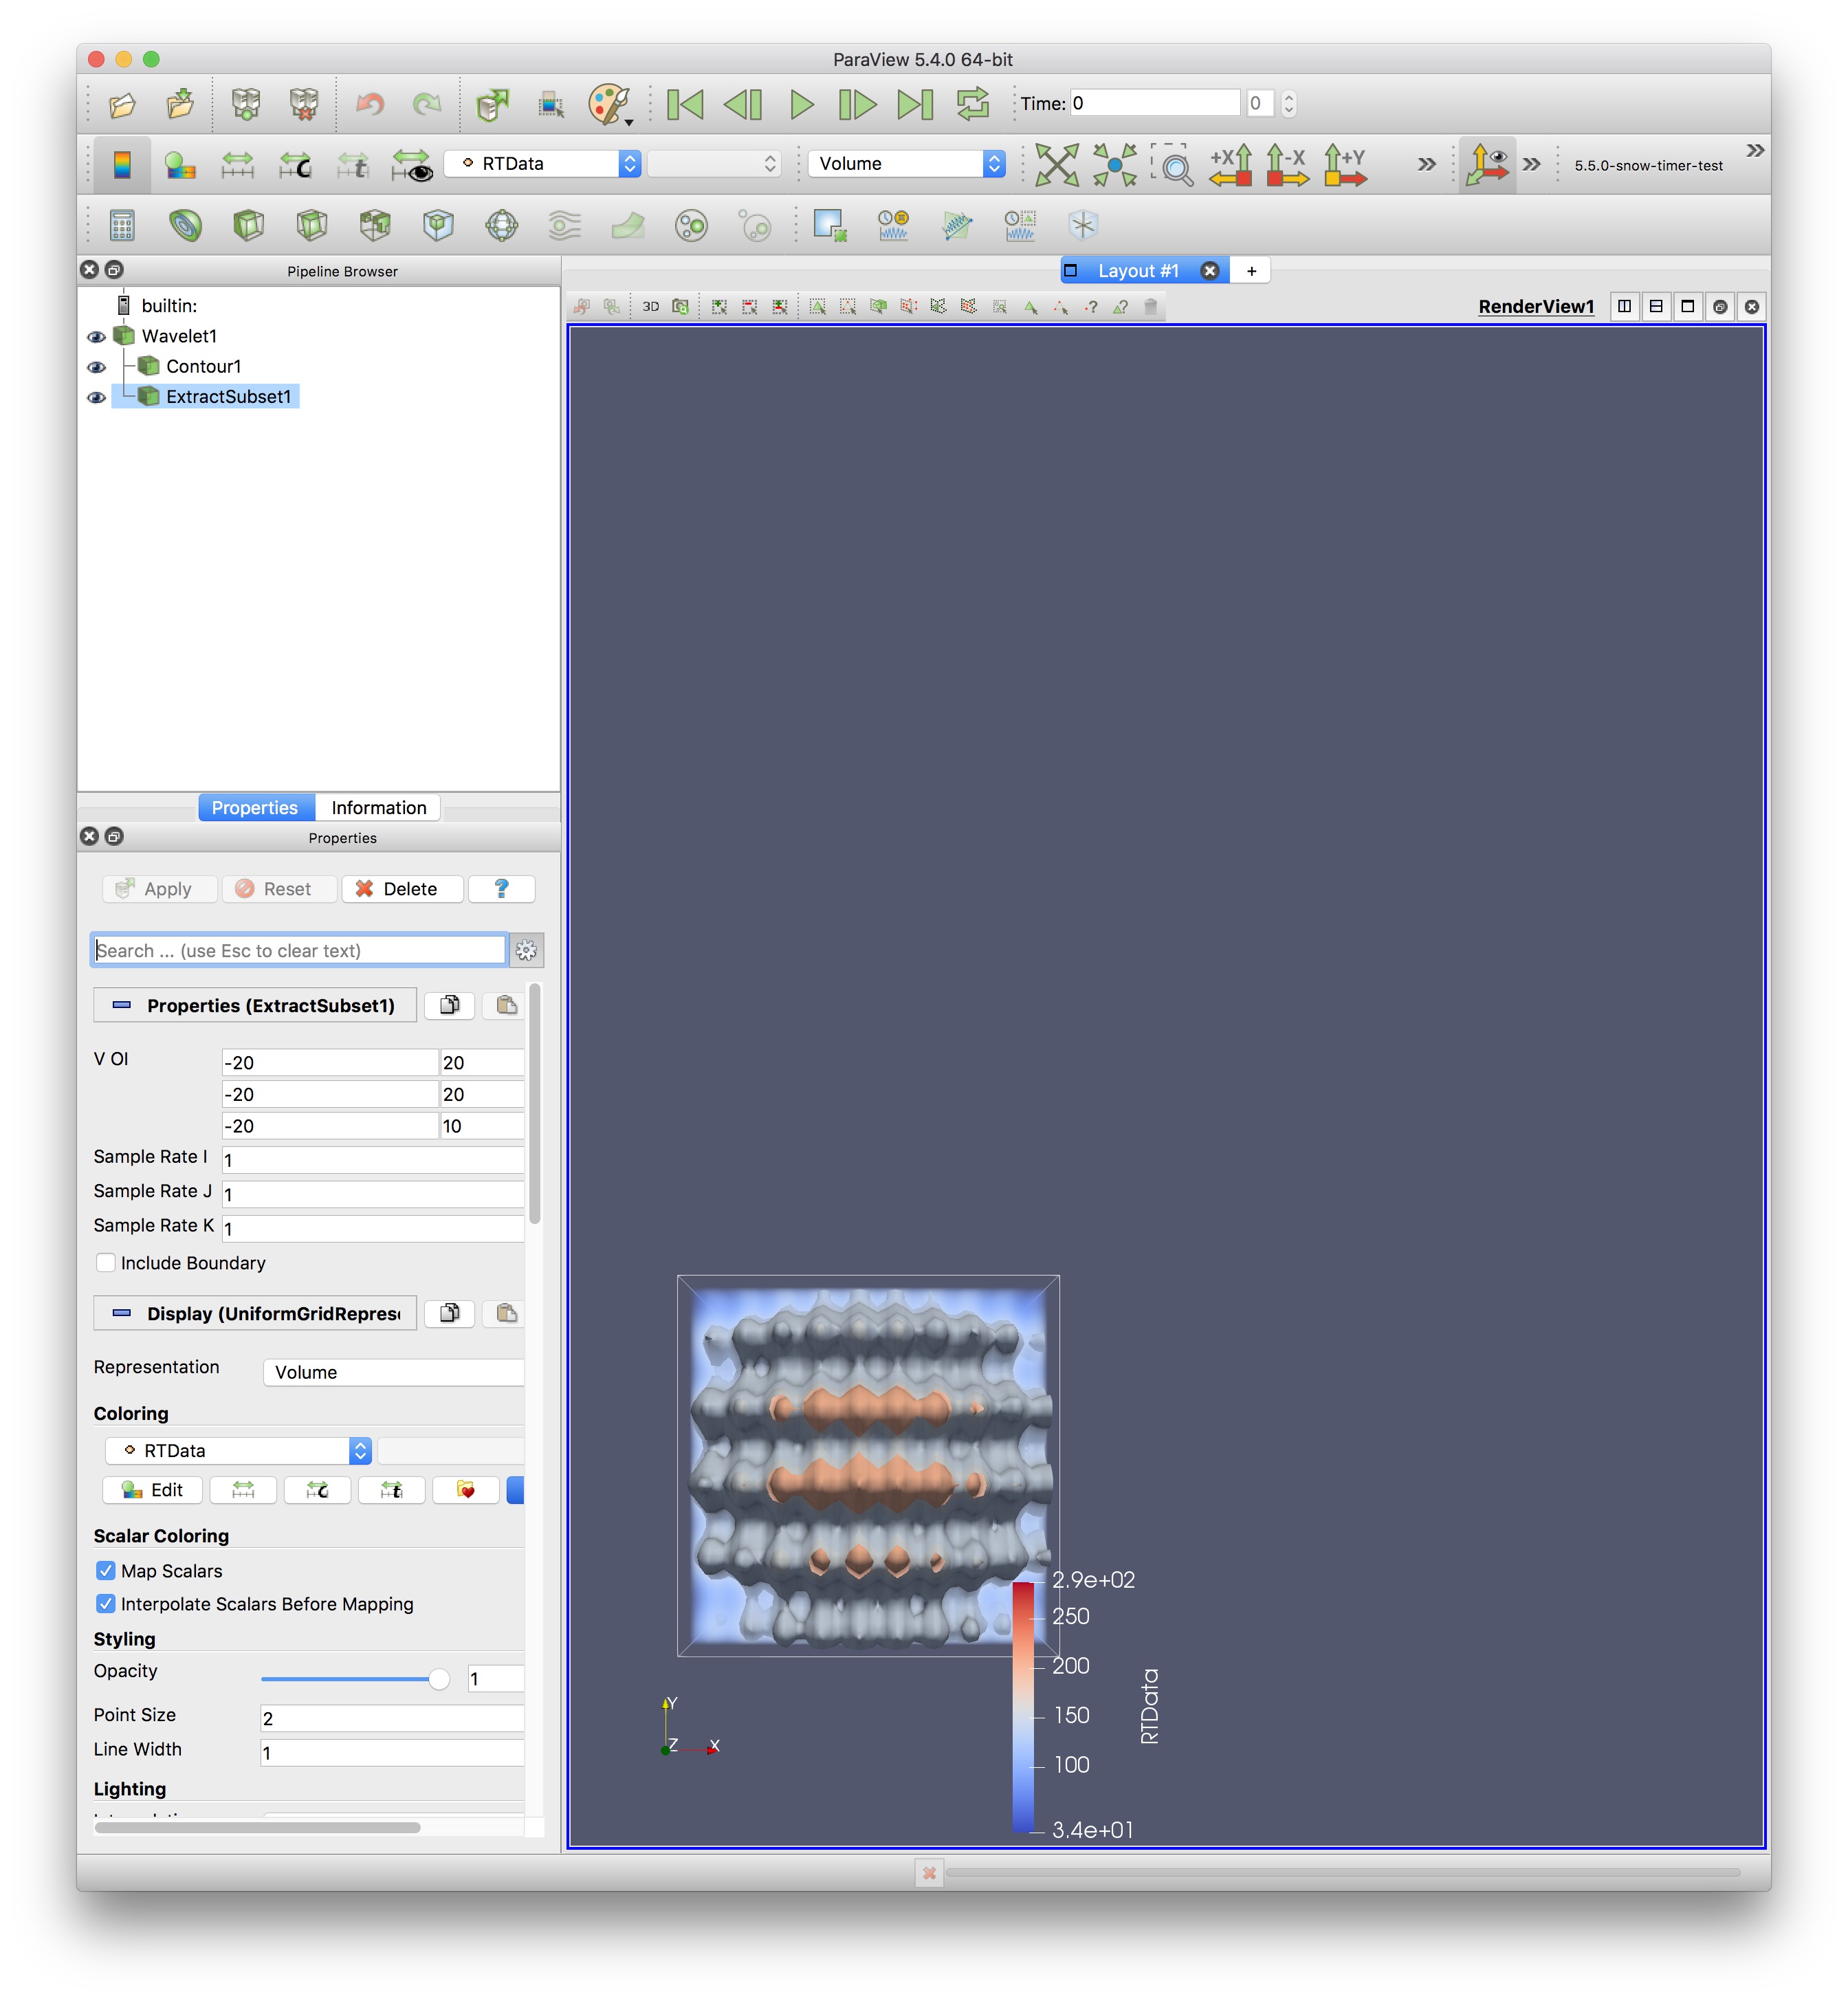 ParaView 5.4.0 64-bit
Time: 0 0
RTData Volume +X -X +Y 5.5.0-snow-timer-test
Pipeline Browser
Layout #1 +
builtin:
3D ? ? RenderView1
Wavelet1
Contour1
ExtractSubset1
Properties Information
Properties
Apply Reset Delete ?
Search ... (use Esc to clear text)
Properties (ExtractSubset1)
V OI -20 20
-20 20
-20 10
Sample Rate I 1
Sample Rate J 1
Sample Rate K 1
Include Boundary
Display (UniformGridRepres
Representation Volume
Coloring
RTData
Edit
Scalar Coloring
Map Scalars
Interpolate Scalars Before Mapping
Styling
Opacity 1
Point Size 2
Line Width 1
Lighting
2.9e+02
250
200
150
100
3.4e+01
RTData
Y
Z X